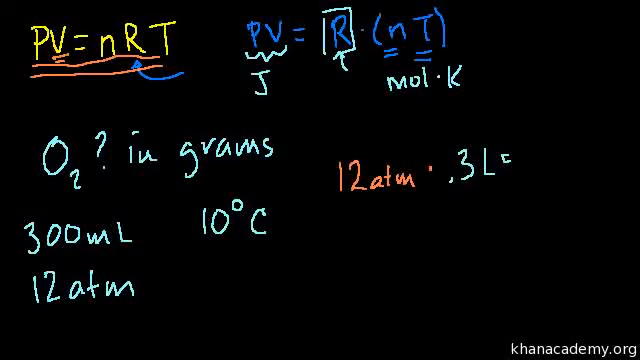 PV = nRT
PV = R · (nT)
J
mol · K
O₂ ? in grams
12atm · .3L =
300mL 10°C
12atm
khanacademy.org